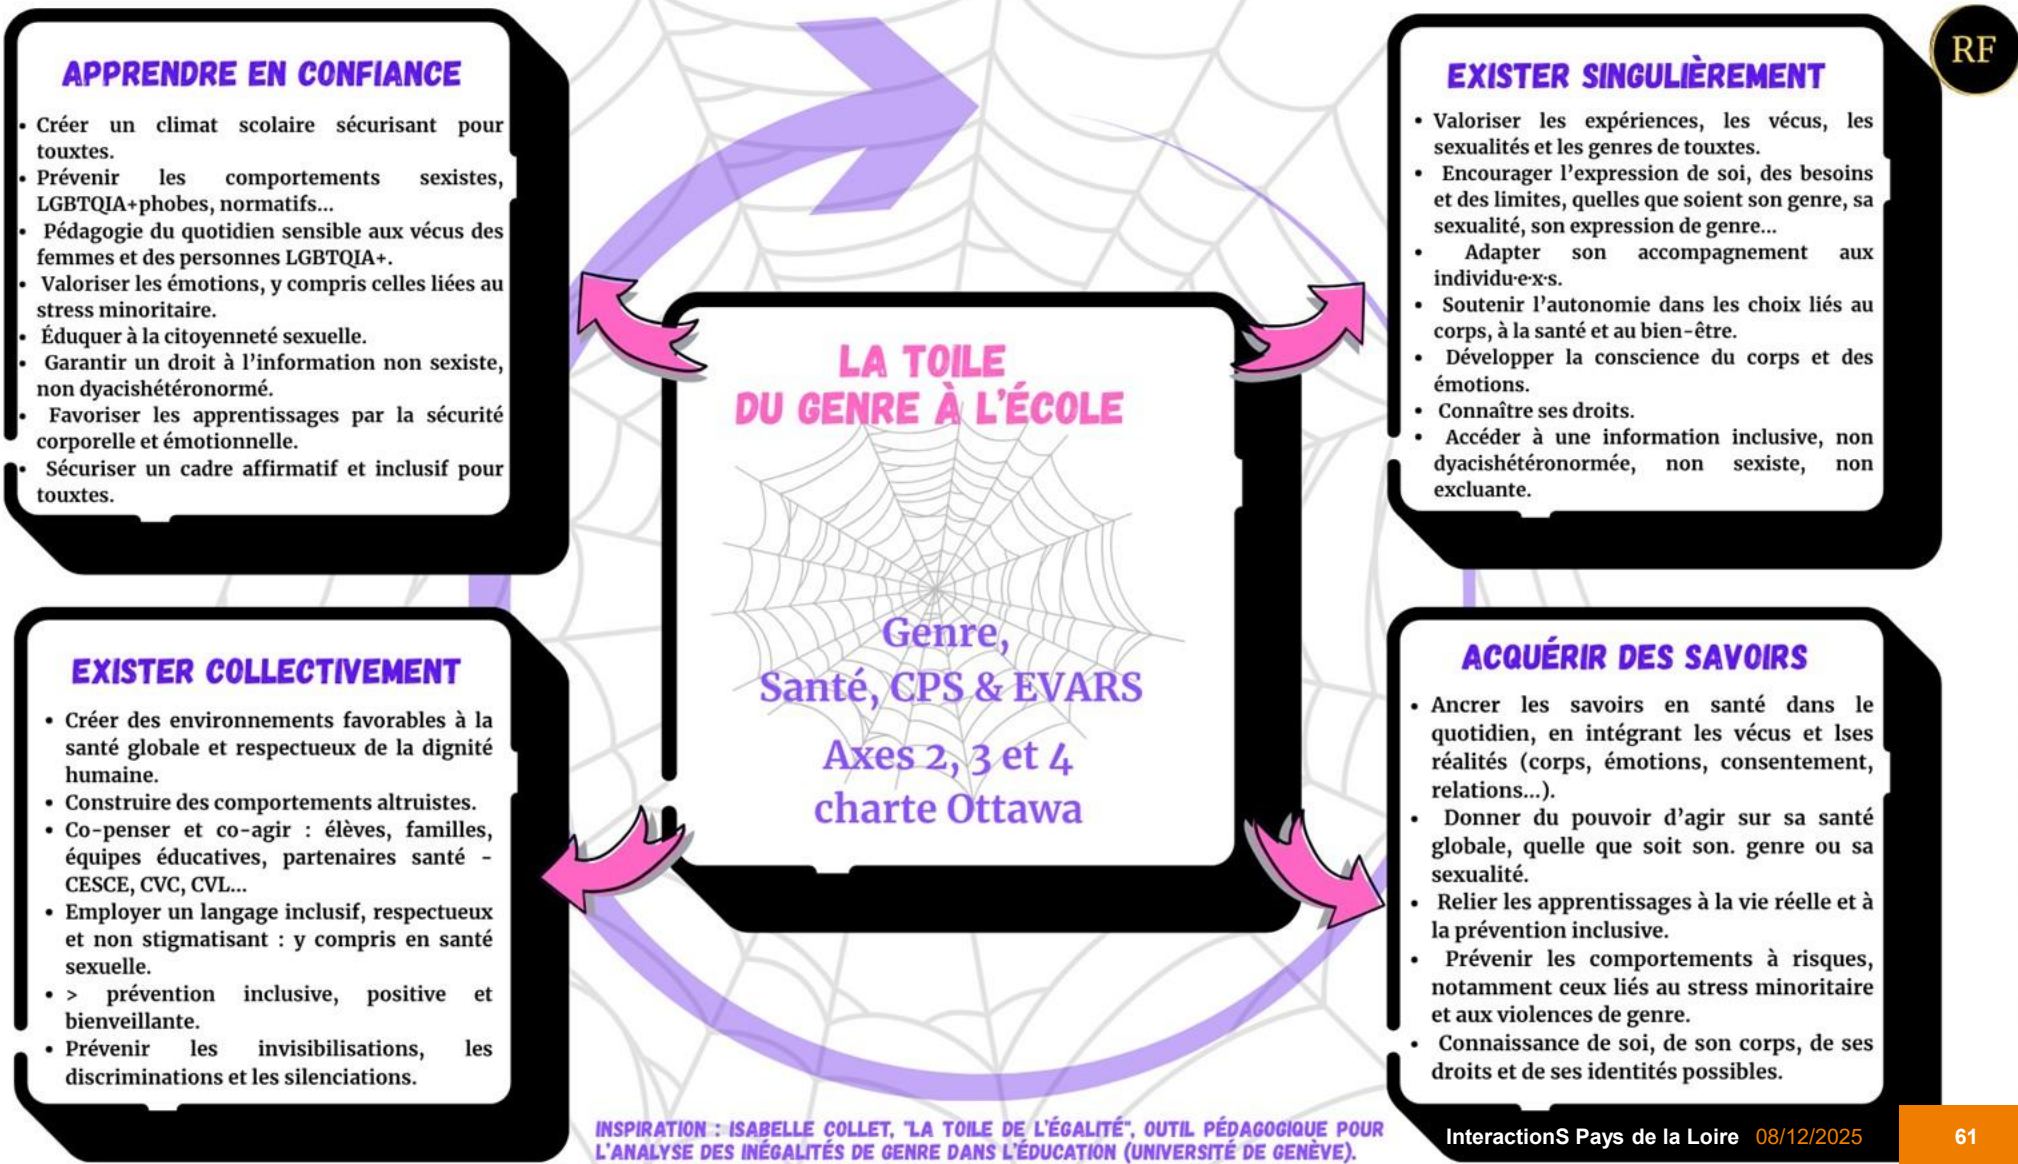 APPRENDRE EN CONFIANCE
• Créer un climat scolaire sécurisant pour
touxtes.
• Prévenir les comportements sexistes,
LGBTQIA+phobes, normatifs...
• Pédagogie du quotidien sensible aux vécus des
femmes et des personnes LGBTQIA+.
• Valoriser les émotions, y compris celles liées au
stress minoritaire.
• Éduquer à la citoyenneté sexuelle.
• Garantir un droit à l'information non sexiste,
non dyacishétéronormé.
• Favoriser les apprentissages par la sécurité
corporelle et émotionnelle.
• Sécuriser un cadre affirmatif et inclusif pour
touxtes.
EXISTER SINGULIÈREMENT
• Valoriser les expériences, les vécus, les
sexualités et les genres de touxtes.
• Encourager l'expression de soi, des besoins
et des limites, quelles que soient son genre, sa
sexualité, son expression de genre...
• Adapter son accompagnement aux
individu·e·x·s.
• Soutenir l'autonomie dans les choix liés au
corps, à la santé et au bien-être.
• Développer la conscience du corps et des
émotions.
• Connaître ses droits.
• Accéder à une information inclusive, non
dyacishétéronormée, non sexiste, non
excluante.
RF
LA TOILE
DU GENRE À L'ÉCOLE
Genre,
Santé, CPS & EVARS
Axes 2, 3 et 4
charte Ottawa
EXISTER COLLECTIVEMENT
• Créer des environnements favorables à la
santé globale et respectueux de la dignité
humaine.
• Construire des comportements altruistes.
• Co-penser et co-agir : élèves, familles,
équipes éducatives, partenaires santé -
CESCE, CVC, CVL...
• Employer un langage inclusif, respectueux
et non stigmatisant : y compris en santé
sexuelle.
• > prévention inclusive, positive et
bienveillante.
• Prévenir les invisibilisations, les
discriminations et les silenciations.
ACQUÉRIR DES SAVOIRS
• Ancrer les savoirs en santé dans le
quotidien, en intégrant les vécus et lses
réalités (corps, émotions, consentement,
relations...).
• Donner du pouvoir d'agir sur sa santé
globale, quelle que soit son. genre ou sa
sexualité.
• Relier les apprentissages à la vie réelle et à
la prévention inclusive.
• Prévenir les comportements à risques,
notamment ceux liés au stress minoritaire
et aux violences de genre.
• Connaissance de soi, de son corps, de ses
droits et de ses identités possibles.
INSPIRATION : ISABELLE COLLET, "LA TOILE DE L'ÉGALITÉ", OUTIL PÉDAGOGIQUE POUR
L'ANALYSE DES INÉGALITÉS DE GENRE DANS L'ÉDUCATION (UNIVERSITÉ DE GENÈVE).
InteractionS Pays de la Loire 08/12/2025 61